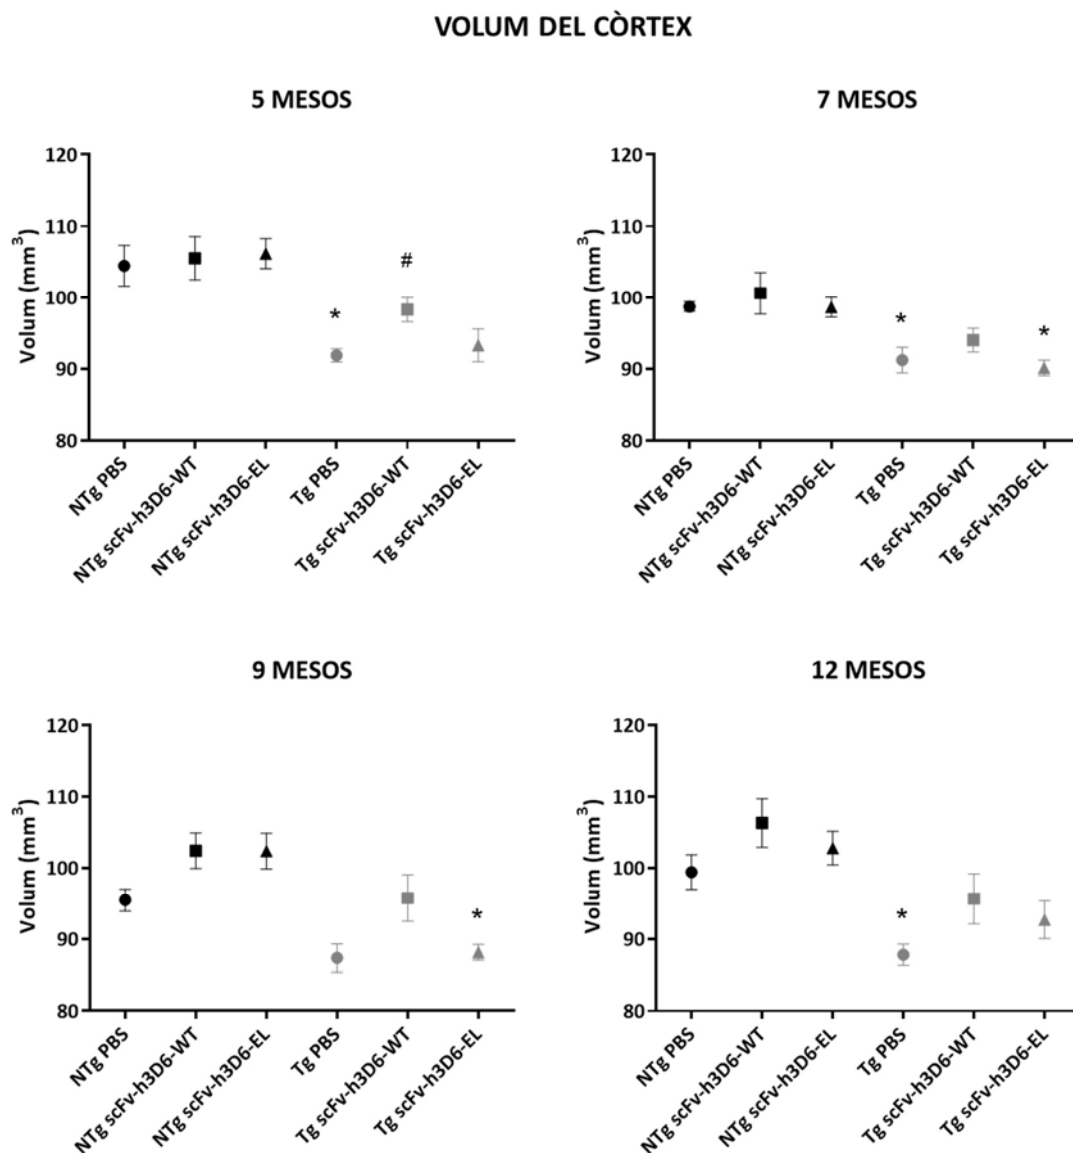 VOLUM DEL CÒRTEX
5 MESOS
Volum (mm³)
120
110
100
90
80
*
#
NTg PBS
NTg scFv-h3D6-WT
NTg scFv-h3D6-EL
Tg PBS
Tg scFv-h3D6-WT
Tg scFv-h3D6-EL
7 MESOS
Volum (mm³)
120
110
100
90
80
*
*
NTg PBS
NTg scFv-h3D6-WT
NTg scFv-h3D6-EL
Tg PBS
Tg scFv-h3D6-WT
Tg scFv-h3D6-EL
9 MESOS
Volum (mm³)
120
110
100
90
80
*
NTg PBS
NTg scFv-h3D6-WT
NTg scFv-h3D6-EL
Tg PBS
Tg scFv-h3D6-WT
Tg scFv-h3D6-EL
12 MESOS
Volum (mm³)
120
110
100
90
80
*
NTg PBS
NTg scFv-h3D6-WT
NTg scFv-h3D6-EL
Tg PBS
Tg scFv-h3D6-WT
Tg scFv-h3D6-EL